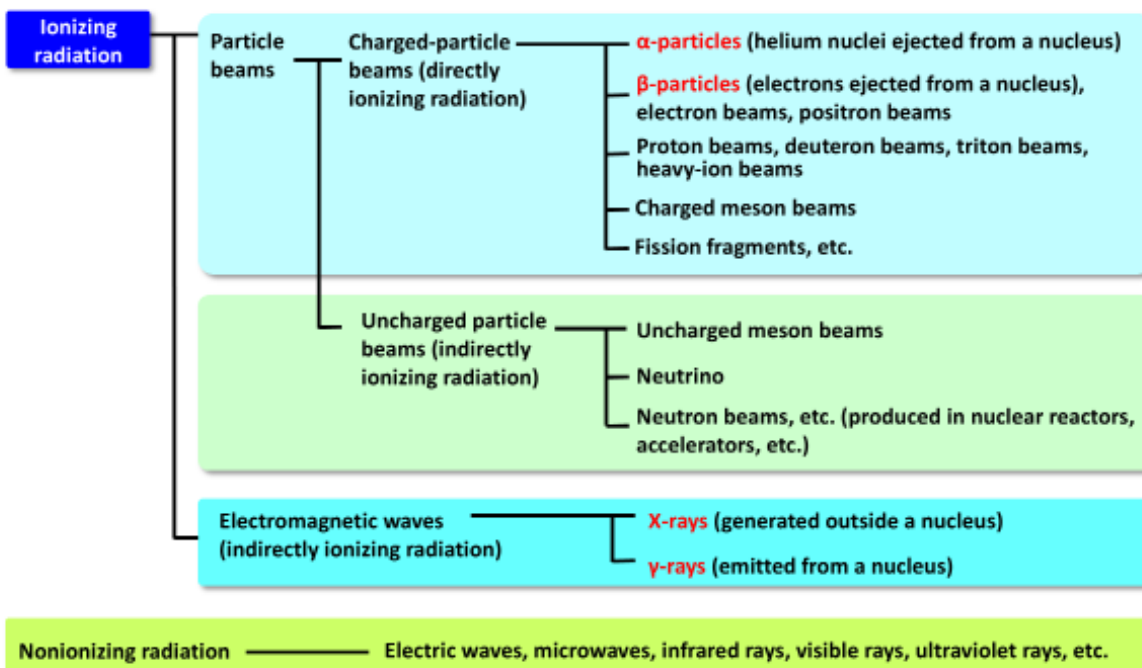 Ionizing
radiation
Particle
beams
Charged-particle
beams (directly
ionizing radiation)
α-particles (helium nuclei ejected from a nucleus)
β-particles (electrons ejected from a nucleus),
electron beams, positron beams
Proton beams, deuteron beams, triton beams,
heavy-ion beams
Charged meson beams
Fission fragments, etc.
Uncharged particle
beams (indirectly
ionizing radiation)
Uncharged meson beams
Neutrino
Neutron beams, etc. (produced in nuclear reactors,
accelerators, etc.)
Electromagnetic waves
(indirectly ionizing radiation)
X-rays (generated outside a nucleus)
γ-rays (emitted from a nucleus)
Nonionizing radiation
Electric waves, microwaves, infrared rays, visible rays, ultraviolet rays, etc.